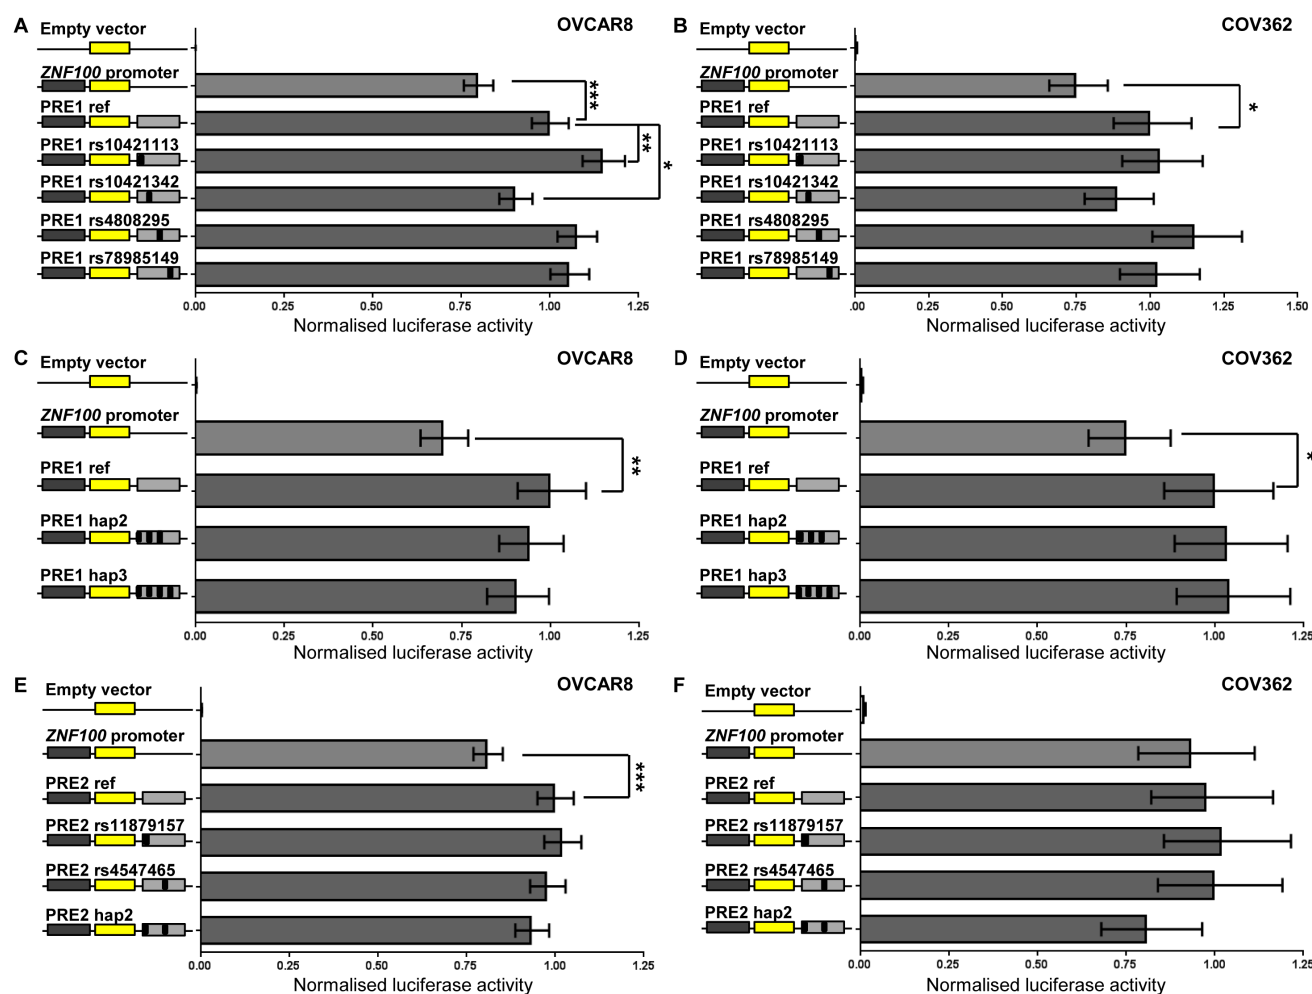 A
Empty vector
OVCAR8
ZNF100 promoter
***
PRE1 ref
**
PRE1 rs10421113
*
PRE1 rs10421342
PRE1 rs4808295
PRE1 rs78985149
0.00 0.25 0.50 0.75 1.00 1.25
Normalised luciferase activity
B
Empty vector
COV362
ZNF100 promoter
*
PRE1 ref
PRE1 rs10421113
PRE1 rs10421342
PRE1 rs4808295
PRE1 rs78985149
.00 0.25 0.50 0.75 1.00 1.25 1.50
Normalised luciferase activity
C
Empty vector
OVCAR8
ZNF100 promoter
**
PRE1 ref
PRE1 hap2
PRE1 hap3
0.00 0.25 0.50 0.75 1.00 1.25
Normalised luciferase activity
D
Empty vector
COV362
ZNF100 promoter
*
PRE1 ref
PRE1 hap2
PRE1 hap3
0.00 0.25 0.50 0.75 1.00 1.25
Normalised luciferase activity
E
Empty vector
OVCAR8
ZNF100 promoter
***
PRE2 ref
PRE2 rs11879157
PRE2 rs4547465
PRE2 hap2
0.00 0.25 0.50 0.75 1.00 1.25
Normalised luciferase activity
F
Empty vector
COV362
ZNF100 promoter
PRE2 ref
PRE2 rs11879157
PRE2 rs4547465
PRE2 hap2
0.00 0.25 0.50 0.75 1.00 1.25
Normalised luciferase activity